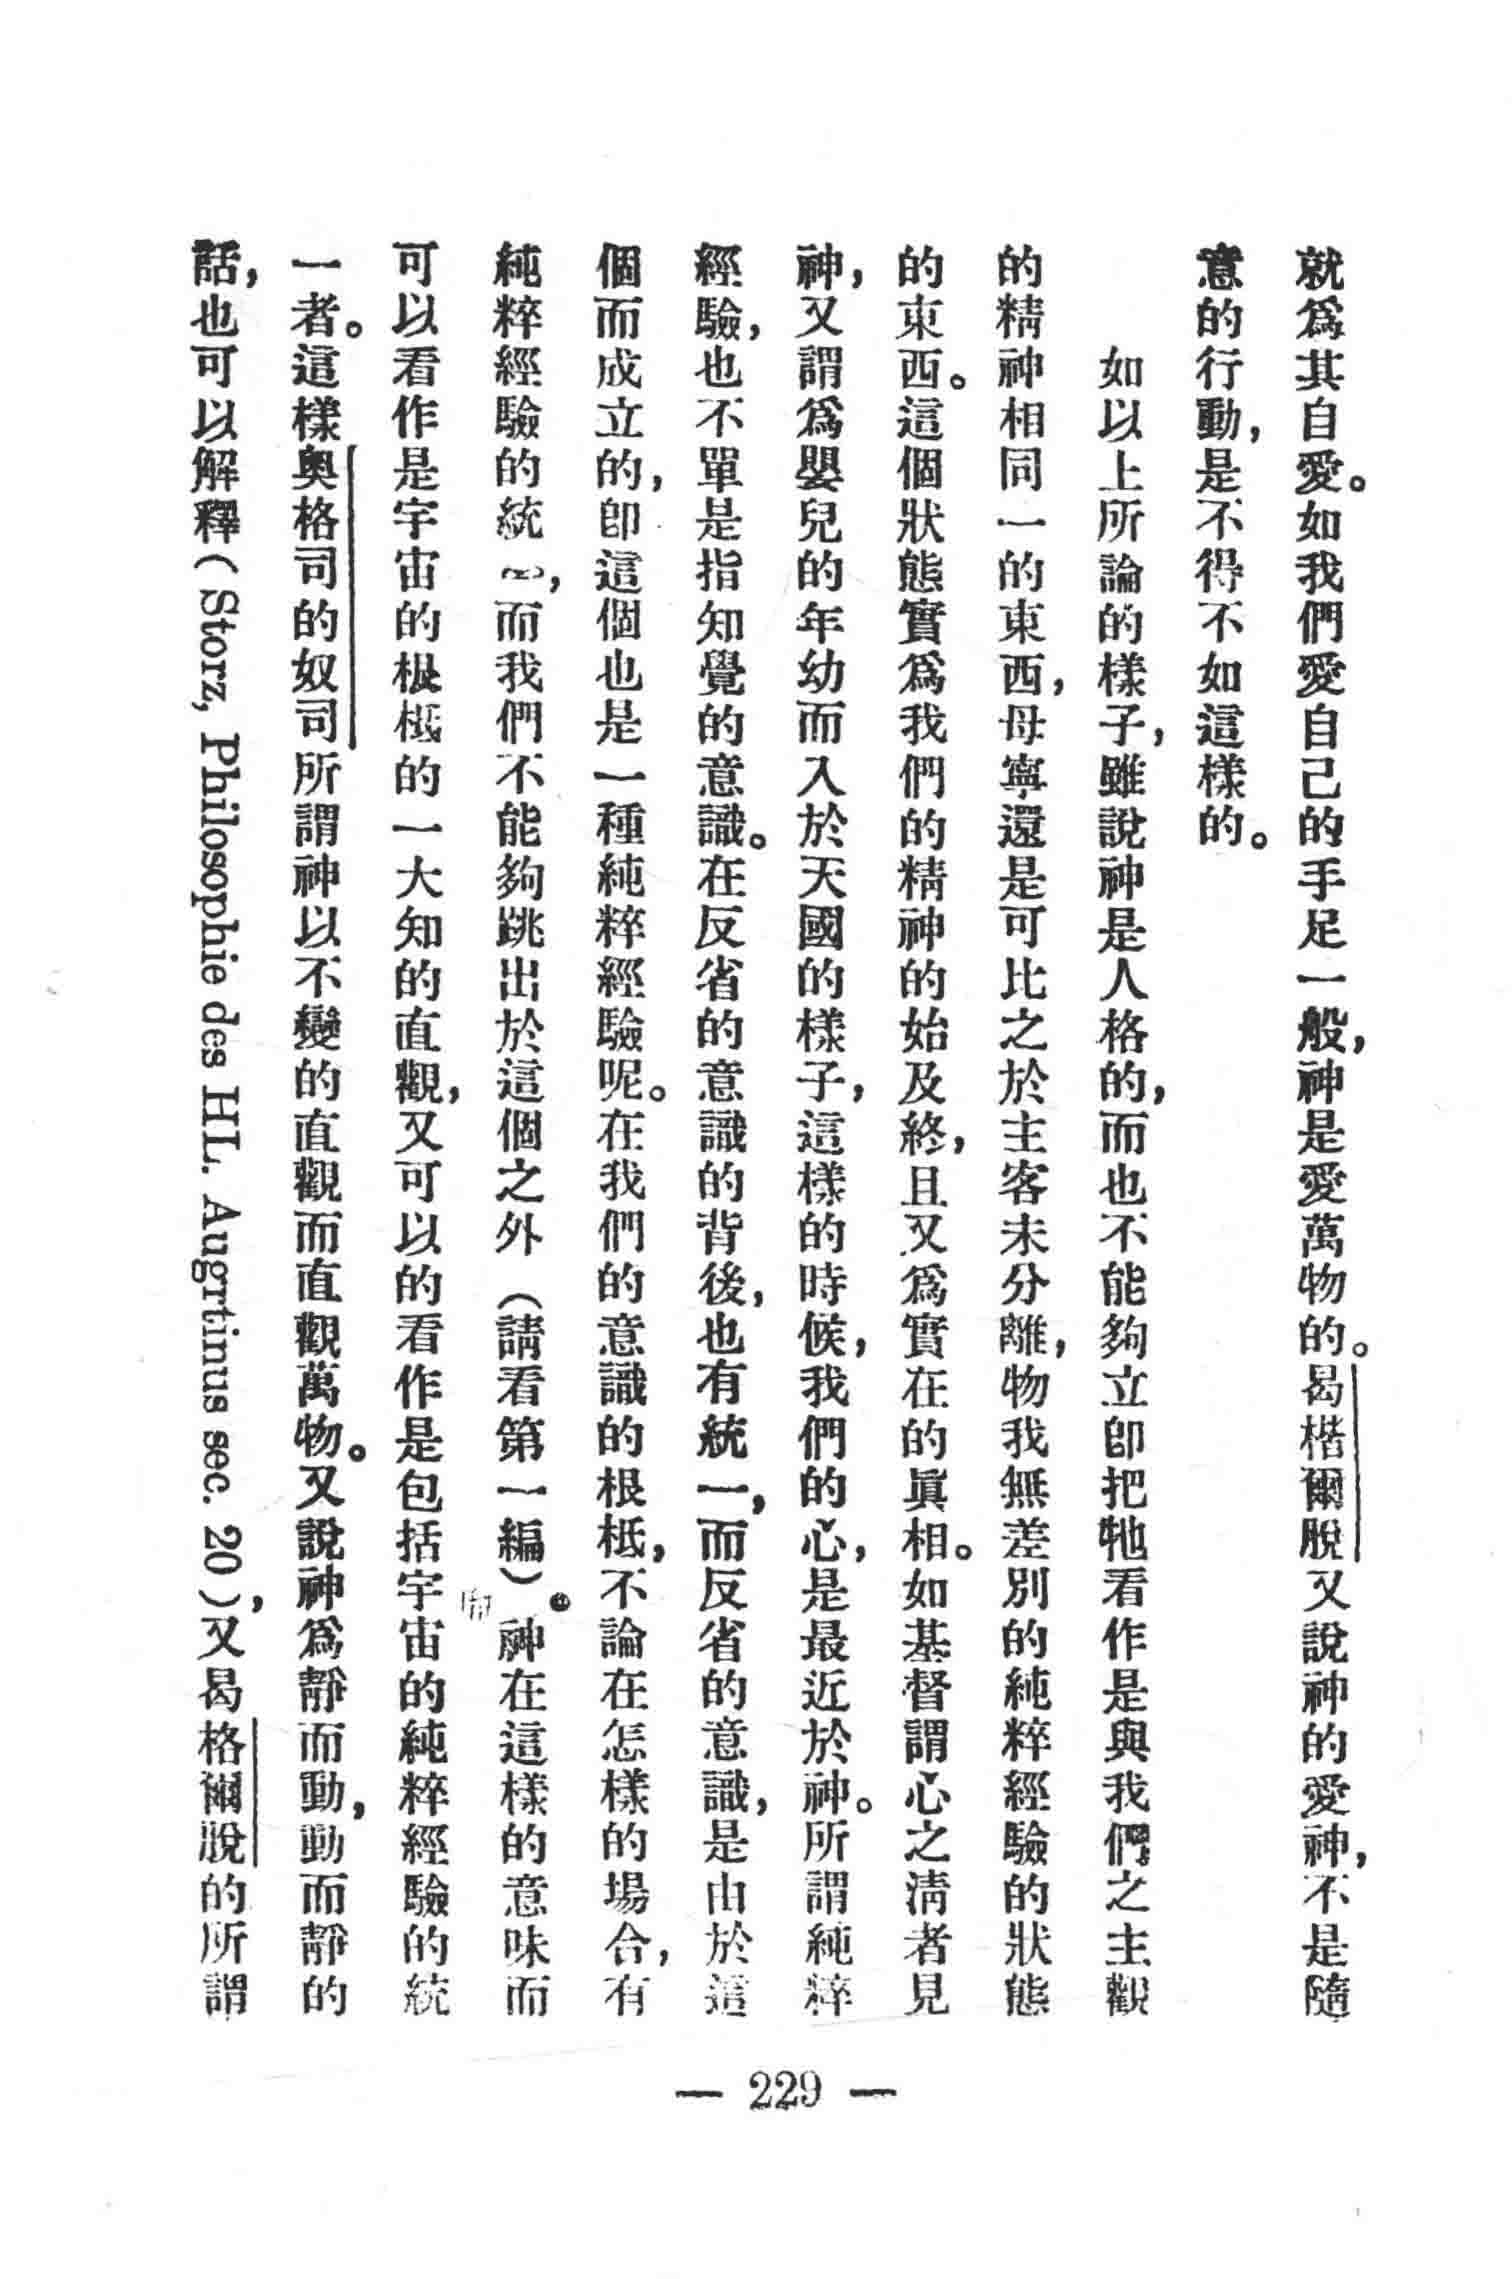 就爲其自愛。如我們愛自己的手足一般，神是愛萬物的。曷楷爾脫又說神的愛神，不是隨
意的行動，是不得不如這樣的。
如以上所論的樣子，雖說神是人格的，而也不能夠立卽把牠看作是與我們之主觀
的精神相同一的東西，毋寧還是可比之於主客未分離，物我無差別的純粹經驗的狀態
的東西。這個狀態實爲我們的精神的始及終，且又爲實在的眞相。如基督謂心之淸者見
神，又謂爲嬰兒的年幼而入於天國的樣子，這樣的時候，我們的心，是最近於神。所謂純粹
經驗，也不單是指知覺的意識。在反省的意識的背後，也有統一，而反省的意識，是由於這
個而成立的，卽這個也是一種純粹經驗呢。在我們的意識的根柢，不論在怎樣的場合，有
純粹經驗的統一，而我們不能夠跳出於這個之外（請看第一編）。神在這樣的意味而
可以看作是宇宙的根柢的一大知的直觀，又可以的看作是包括宇宙的純粹經驗的統
一者。這樣奧格司的奴司所謂神以不變的直觀而直觀萬物。又說神爲靜而動，動而靜的
話，也可以解釋（Storz, Philosophie des HL. Augrtinus sec. 20），又曷格爾脫的所謂
— 229 —